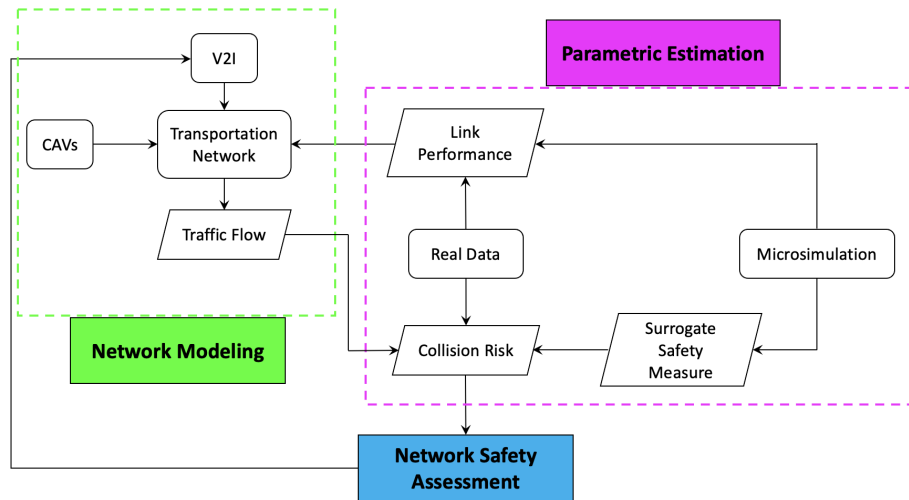 V2I
Parametric Estimation
CAVs
Transportation
Network
Link
Performance
Traffic Flow
Real Data
Microsimulation
Network Modeling
Collision Risk
Surrogate
Safety
Measure
Network Safety
Assessment